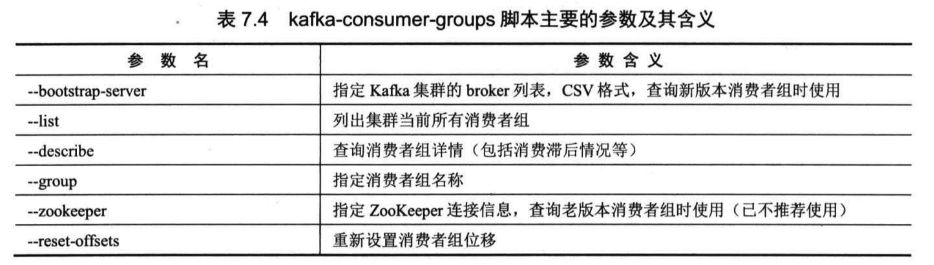 表 7.4 kafka-consumer-groups 脚本主要的参数及其含义
参 数 名 参 数 含 义
--bootstrap-server 指定 Kafka 集群的 broker 列表，CSV 格式，查询新版本消费者组时使用
--list 列出集群当前所有消费者组
--describe 查询消费者组详情（包括消费滞后情况等）
--group 指定消费者组名称
--zookeeper 指定 ZooKeeper 连接信息，查询老版本消费者组时使用（已不推荐使用）
--reset-offsets 重新设置消费者组位移